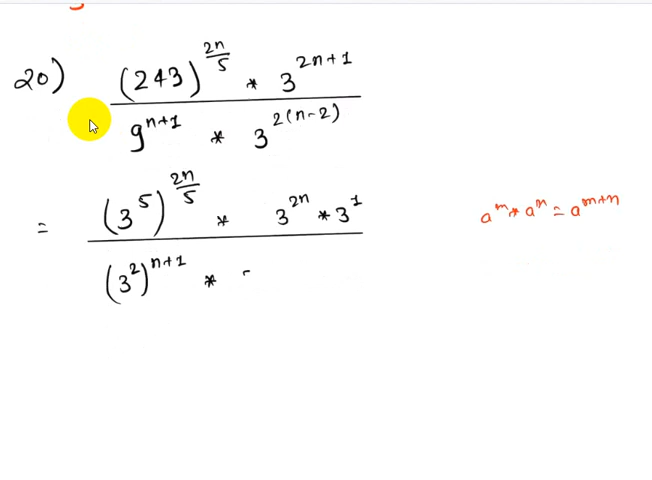 20) (243)^(2n/5) * 3^(2n+1)
9^(n+1) * 3^(2(n-2))
= (3^5)^(2n/5) * 3^(2n) * 3^1
a^m * a^n = a^(m+n)
(3^2)^(n+1) *